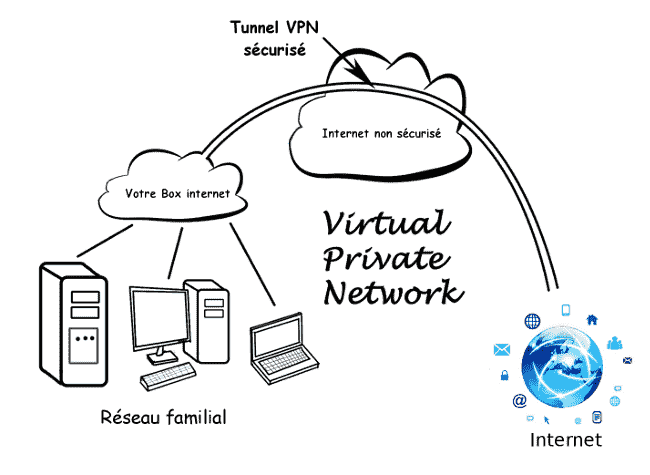 Tunnel VPN
sécurisé
Internet non sécurisé
Votre Box internet
Virtual
Private
Network
@
Réseau familial
Internet